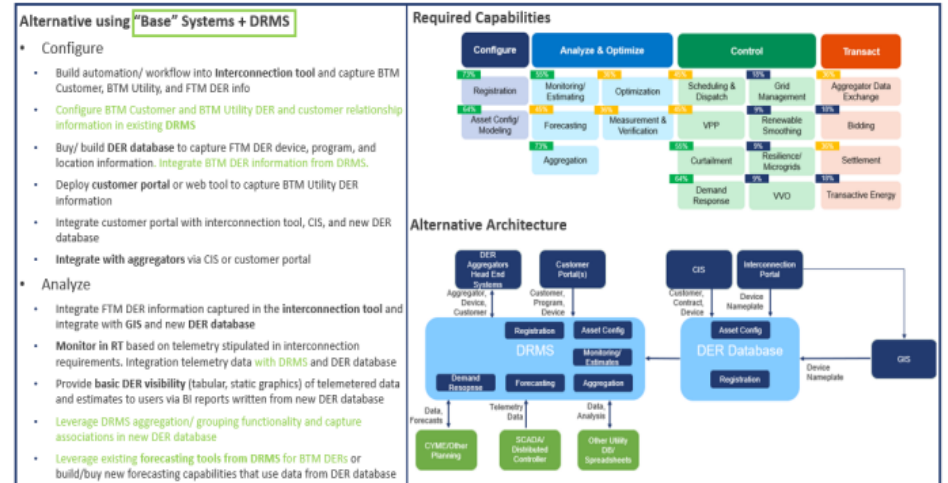 Alternative using "Base" Systems + DRMS
• Configure
• Build automation/ workflow into Interconnection tool and capture BTM
Customer, BTM Utility, and FTM DER info
• Configure BTM Customer and BTM Utility DER and customer relationship
information in existing DRMS
• Buy/ build DER database to capture FTM DER device, program, and
location information. Integrate BTM DER information from DRMS.
• Deploy customer portal or web tool to capture BTM Utility DER
information
• Integrate customer portal with interconnection tool, CIS, and new DER
database
• Integrate with aggregators via CIS or customer portal
• Analyze
• Integrate FTM DER information captured in the interconnection tool and
integrate with GIS and new DER database
• Monitor in RT based on telemetry stipulated in interconnection
requirements. Integration telemetry data with DRMS and DER database
• Provide basic DER visibility (tabular, static graphics) of telemetered data
and estimates to users via BI reports written from new DER database
• Leverage DRMS aggregation/ grouping functionality and capture
associations in new DER database
• Leverage existing forecasting tools from DRMS for BTM DERs or
build/buy new forecasting capabilities that use data from DER database
Required Capabilities
Configure
Analyze & Optimize
Control
Transact
73%
Registration
64%
Asset Config/
Modeling
55%
Monitoring/
Estimating
Optimization
Forecasting
Measurement &
Verification
73%
Aggregation
Scheduling &
Dispatch
Grid
Management
VPP
9%
Renewable
Smoothing
55%
Curtailment
9%
Resilience/
Microgrids
64%
Demand
Response
9%
VVO
Aggregator Data
Exchange
10%
Bidding
Settlement
10%
Transactive Energy
Alternative Architecture
DER
Aggregators
Head End
Systems
Customer
Portal(s)
CIS
Interconnection
Portal
Aggregator,
Device,
Customer
Customer,
Program,
Device
Customer,
Contract,
Device
Device
Nameplate
Registration
Asset Config
DRMS
Monitoring/
Estimates
Demand
Resopnse
Forecasting
Aggregation
Asset Config
DER Database
Registration
GIS
Device
Nameplate
Data,
Forecasts
Telemetry
Data
Data,
Analysis
CYME/Other
Planning
SCADA/
Distributed
Controller
Other Utility
DB/
Spreadsheets